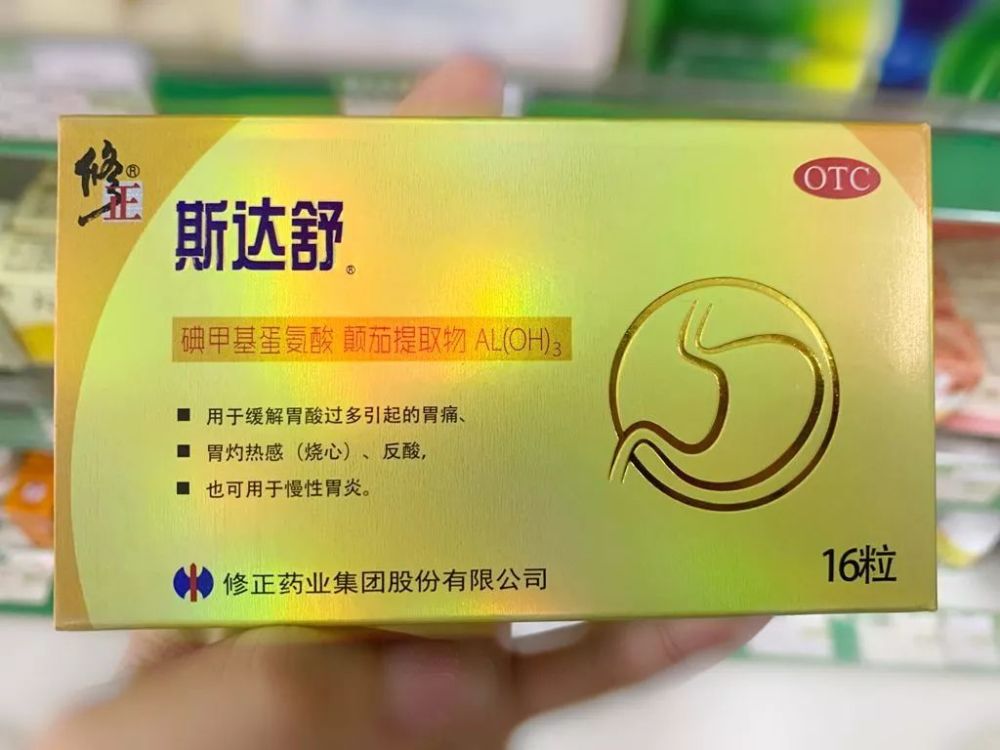 修正®
OTC
斯达舒®
碘甲基蛋氨酸 颠茄提取物 AL(OH)₃
■ 用于缓解胃酸过多引起的胃痛、
■ 胃灼热感（烧心）、反酸,
■ 也可用于慢性胃炎。
修正药业集团股份有限公司
16粒